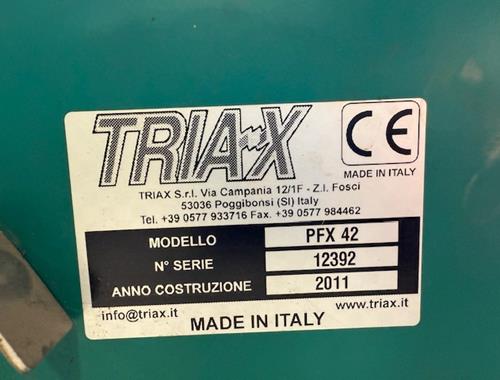 TRIAX
CE
MADE IN ITALY
TRIAX S.r.l. Via Campania 12/1F - Z.I. Fosci
53036 Poggibonsi (SI) Italy
Tel. +39 0577 933716 Fax. +39 0577 984462
MODELLO PFX 42
N° SERIE 12392
ANNO COSTRUZIONE 2011
info@triax.it www.triax.it
MADE IN ITALY